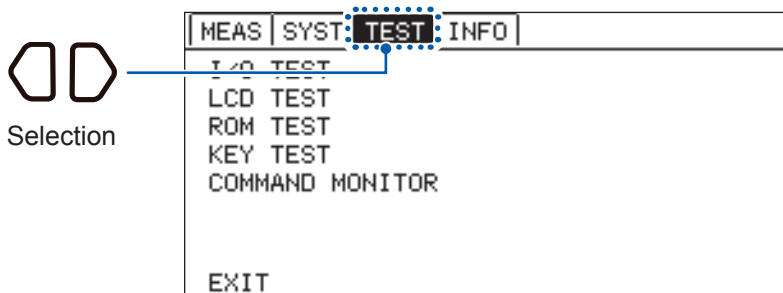 MEAS SYST TEST INFO
I/O TEST
LCD TEST
Selection
ROM TEST
KEY TEST
COMMAND MONITOR
EXIT